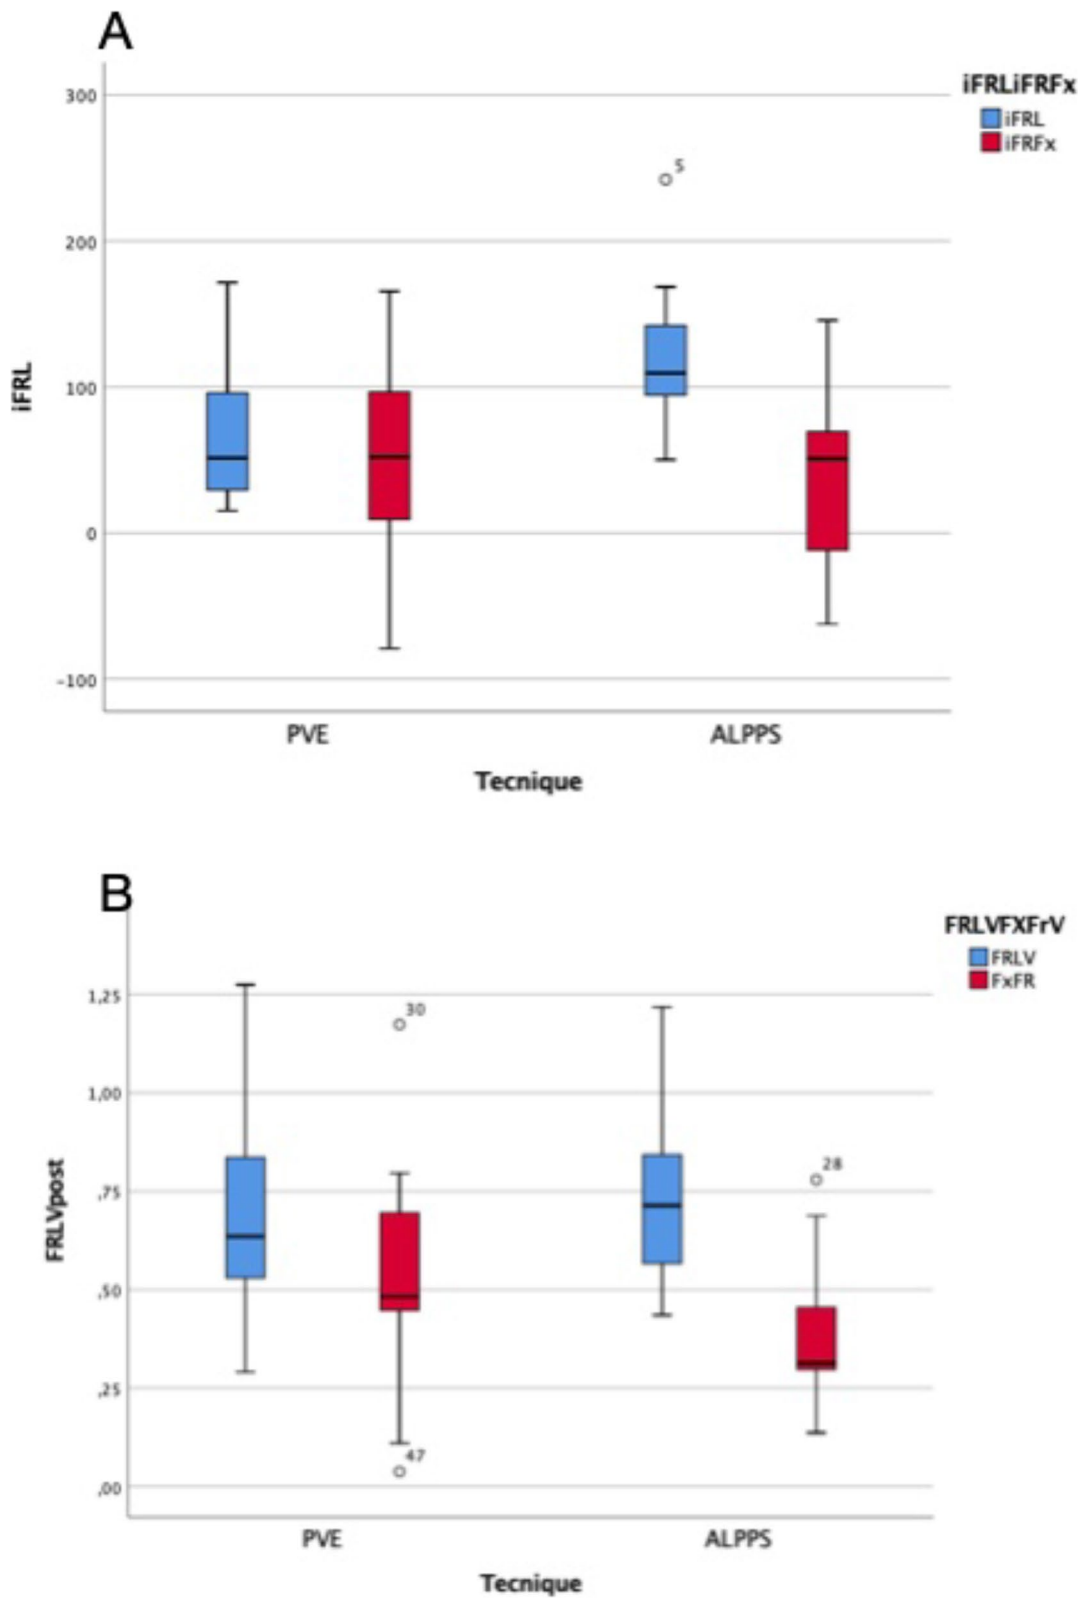 A
iFRLiFRFx
iFRL
iFRFx
300
200
100
0
-100
5
iFRL
PVE
ALPPS
Tecnique
B
FRLVFXFrV
FRLV
FxFR
1,25
1,00
,75
,50
,25
,00
30
47
28
FRLVpost
PVE
ALPPS
Tecnique